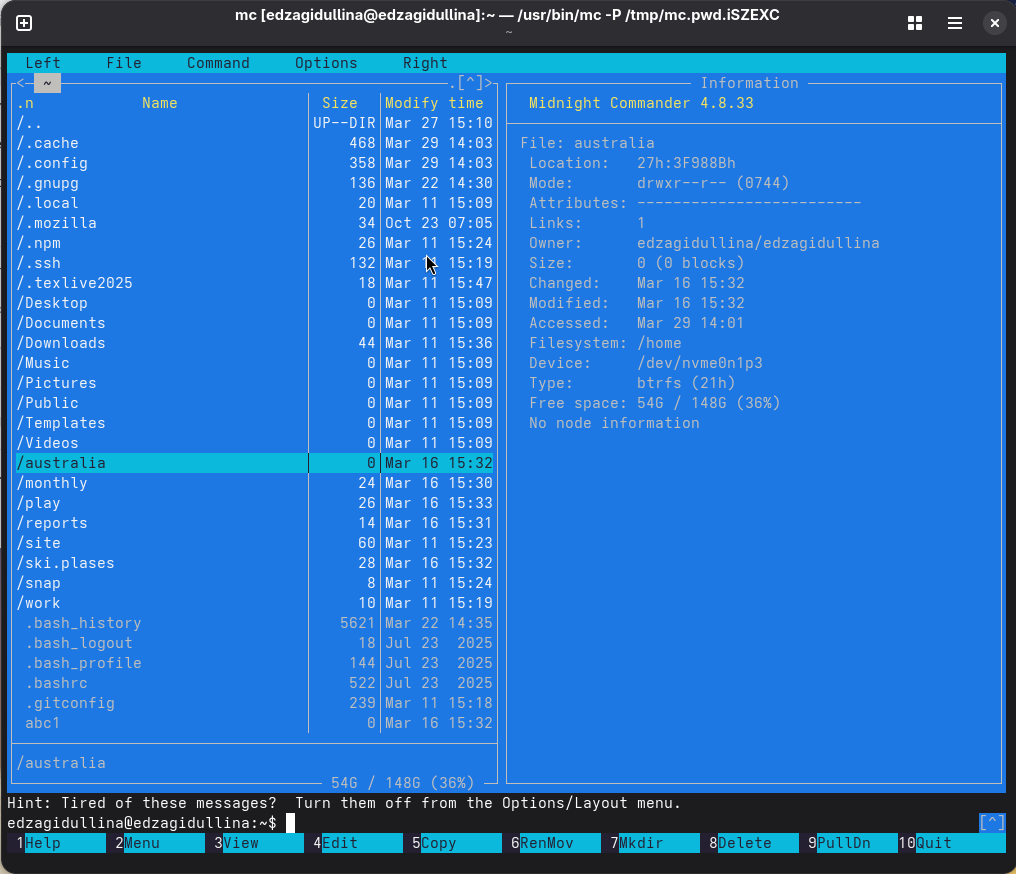 mc [edzagidullina@edzagidullina]:~ — /usr/bin/mc -P /tmp/mc.pwd.iSZEXC
~
Left File Command Options Right
<─ ~ ─.[^]>
.n Name Size Modify time
/.. UP--DIR Mar 27 15:10
/.cache 468 Mar 29 14:03
/.config 358 Mar 29 14:03
/.gnupg 136 Mar 22 14:30
/.local 20 Mar 11 15:09
/.mozilla 34 Oct 23 07:05
/.npm 26 Mar 11 15:24
/.ssh 132 Mar 15:19
/.texlive2025 18 Mar 11 15:47
/Desktop 0 Mar 11 15:09
/Documents 0 Mar 11 15:09
/Downloads 44 Mar 11 15:36
/Music 0 Mar 11 15:09
/Pictures 0 Mar 11 15:09
/Public 0 Mar 11 15:09
/Templates 0 Mar 11 15:09
/Videos 0 Mar 11 15:09
/australia 0 Mar 16 15:32
/monthly 24 Mar 16 15:30
/play 26 Mar 16 15:33
/reports 14 Mar 16 15:31
/site 60 Mar 11 15:23
/ski.plases 28 Mar 16 15:32
/snap 8 Mar 11 15:24
/work 10 Mar 11 15:19
.bash_history 5621 Mar 22 14:35
.bash_logout 18 Jul 23 2025
.bash_profile 144 Jul 23 2025
.bashrc 522 Jul 23 2025
.gitconfig 239 Mar 11 15:18
abc1 0 Mar 16 15:32
/australia
54G / 148G (36%)
Information
Midnight Commander 4.8.33
File: australia
Location: 27h:3F988Bh
Mode: drwxr--r-- (0744)
Attributes: -------------------------
Links: 1
Owner: edzagidullina/edzagidullina
Size: 0 (0 blocks)
Changed: Mar 16 15:32
Modified: Mar 16 15:32
Accessed: Mar 29 14:01
Filesystem: /home
Device: /dev/nvme0n1p3
Type: btrfs (21h)
Free space: 54G / 148G (36%)
No node information
Hint: Tired of these messages? Turn them off from the Options/Layout menu.
edzagidullina@edzagidullina:~$ [^]
1Help 2Menu 3View 4Edit 5Copy 6RenMov 7Mkdir 8Delete 9PullDn 10Quit